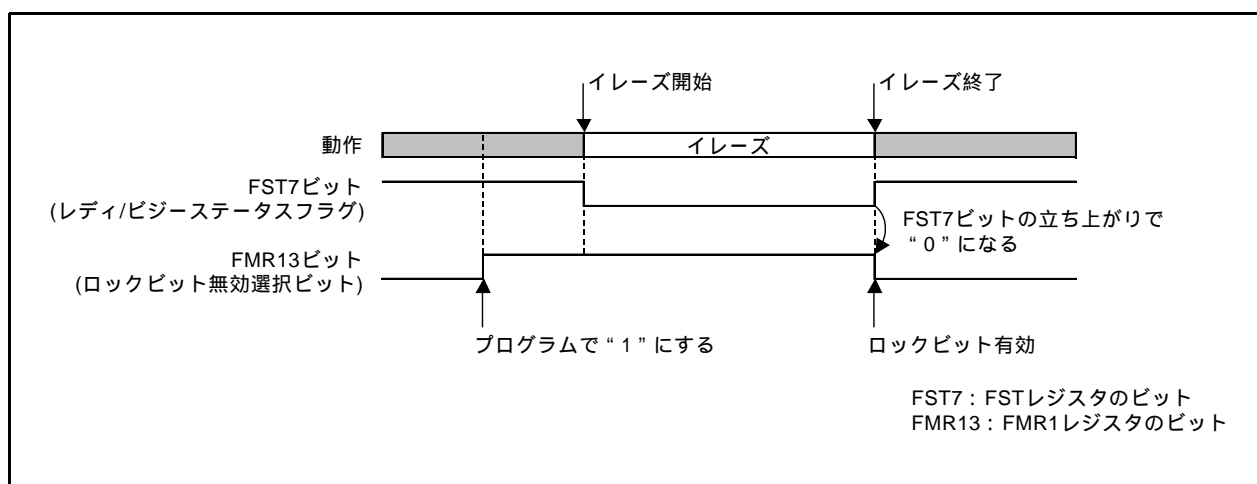 イレーズ開始
イレーズ終了
動作
イレーズ
FST7ビット
(レディ/ビジーステータスフラグ)
FST7ビットの立ち上がりで
“0”になる
FMR13ビット
(ロックビット無効選択ビット)
プログラムで“1”にする
ロックビット有効
FST7:FSTレジスタのビット
FMR13:FMR1レジスタのビット